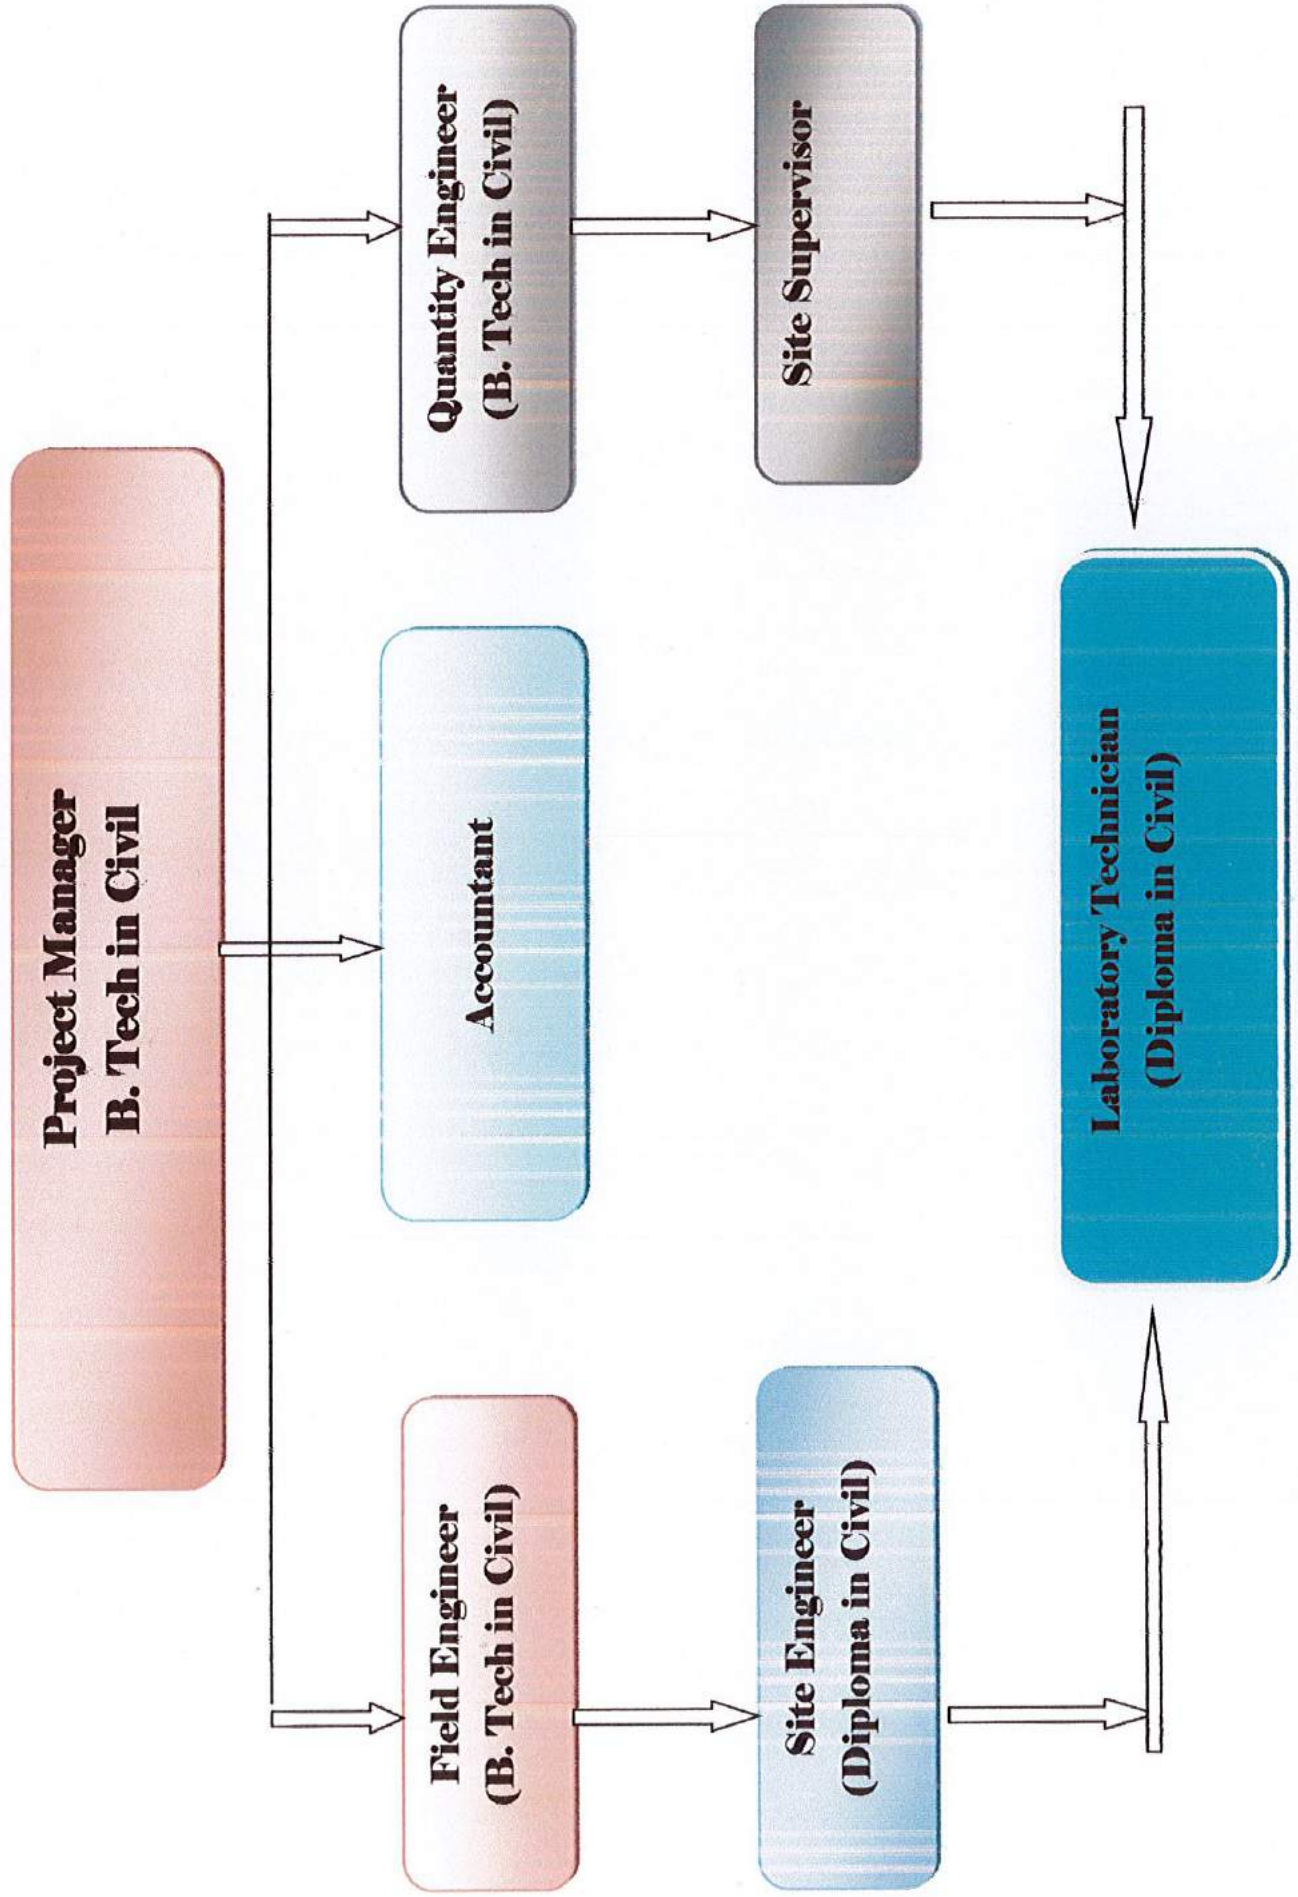 Project Manager
B. Tech in Civil
Field Engineer
(B. Tech in Civil)
Accountant
Quantity Engineer
(B. Tech in Civil)
Site Engineer
(Diploma in Civil)
Site Supervisor
Laboratory Technician
(Diploma in Civil)